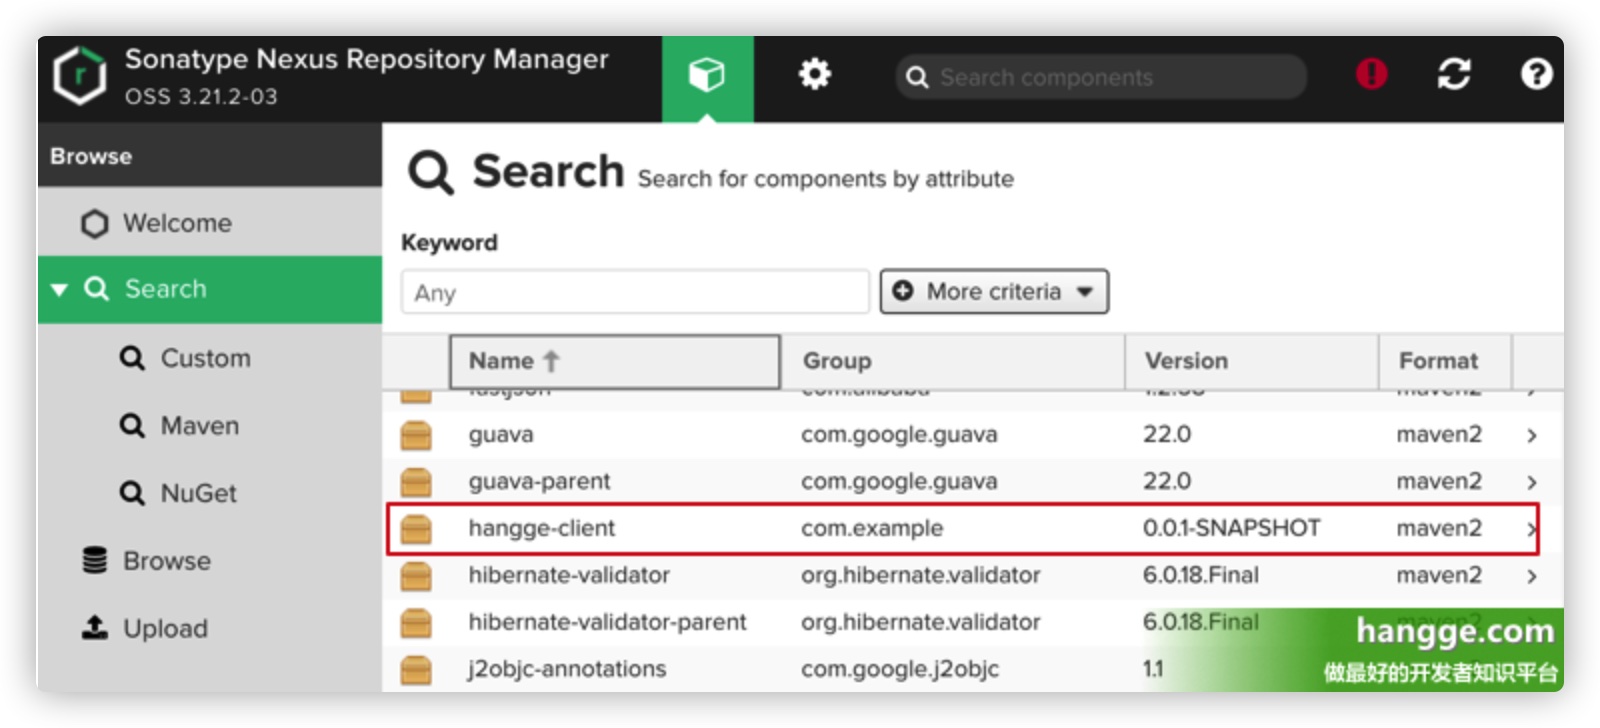 Sonatype Nexus Repository Manager
OSS 3.21.2-03
Search components
Browse
Welcome
Search
Custom
Maven
NuGet
Browse
Upload
Search Search for components by attribute
Keyword
Any
More criteria
Name Group Version Format
guava com.google.guava 22.0 maven2
guava-parent com.google.guava 22.0 maven2
hangge-client com.example 0.0.1-SNAPSHOT maven2
hibernate-validator org.hibernate.validator 6.0.18.Final maven2
hibernate-validator-parent org.hibernate.validator 6.0.18.Final
j2objc-annotations com.google.j2objc 1.1
hangge.com
做最好的开发者知识平台